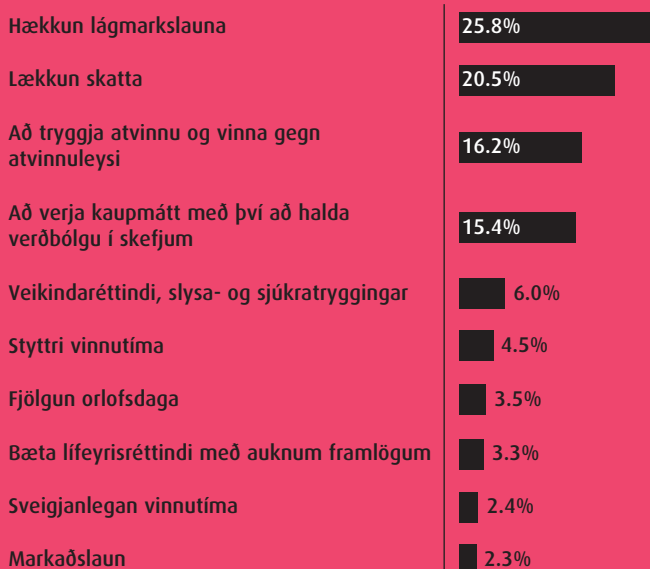 Hækkun lágmarkslauna 25.8%
Lækkun skatta 20.5%
Að tryggja atvinnu og vinna gegn
atvinnuleysi 16.2%
Að verja kaupmátt með því að halda
verðbólgu í skefjum 15.4%
Veikindaréttindi, slysa- og sjúkratryggingar 6.0%
Styttri vinnutíma 4.5%
Fjölgun orlofsdaga 3.5%
Bæta lífeyrisréttindi með auknum framlögum 3.3%
Sveigjanlegan vinnutíma 2.4%
Markaðslaun 2.3%